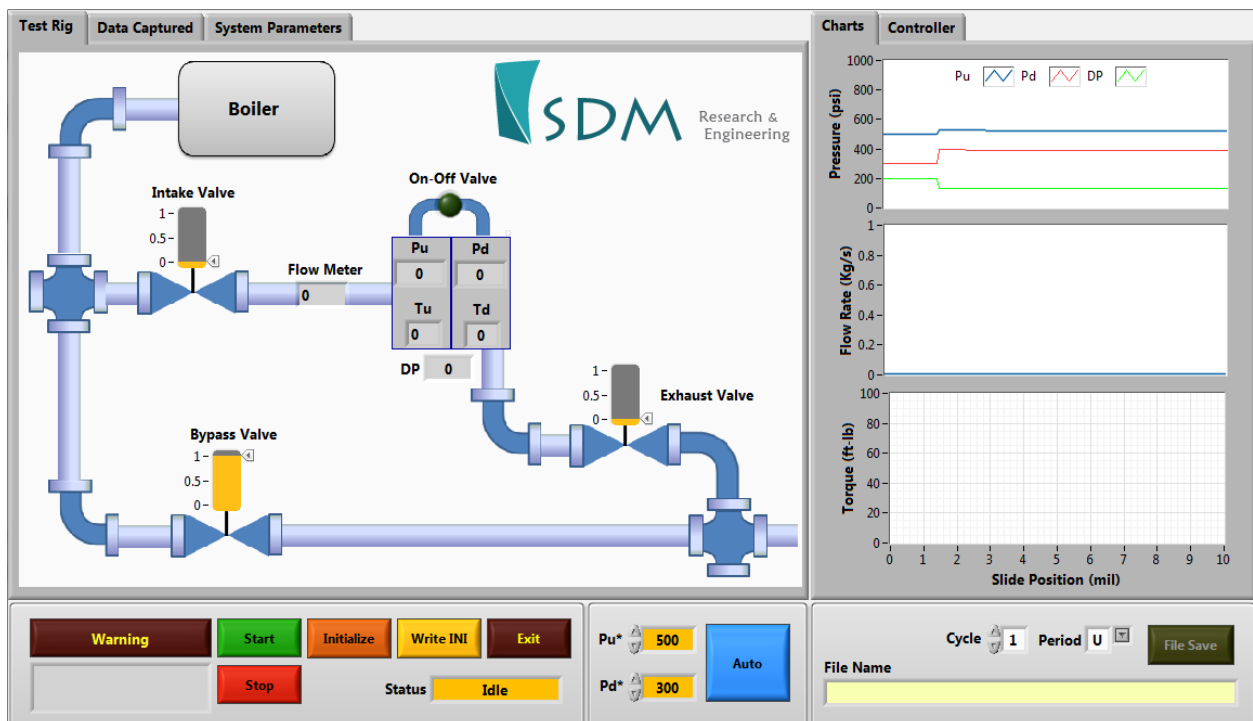 Test Rig Data Captured System Parameters
Boiler
SDM Research &
Engineering
Intake Valve
1
0.5
0
On-Off Valve
Flow Meter
0
Pu Pd
0 0
Tu Td
0 0
DP 0
1
0.5
0
Exhaust Valve
Bypass Valve
1
0.5
0
Charts Controller
Pu Pd DP
Pressure (psi)
1000
800
600
400
200
0
Flow Rate (Kg/s)
1
0.8
0.6
0.4
0.2
0
Torque (ft-lb)
100
80
60
40
20
0
0 1 2 3 4 5 6 7 8 9 10
Slide Position (mil)
Warning Start Initialize Write INI Exit
Stop Status Idle
Pu* 500
Pd* 300
Auto
Cycle 1 Period U File Save
File Name